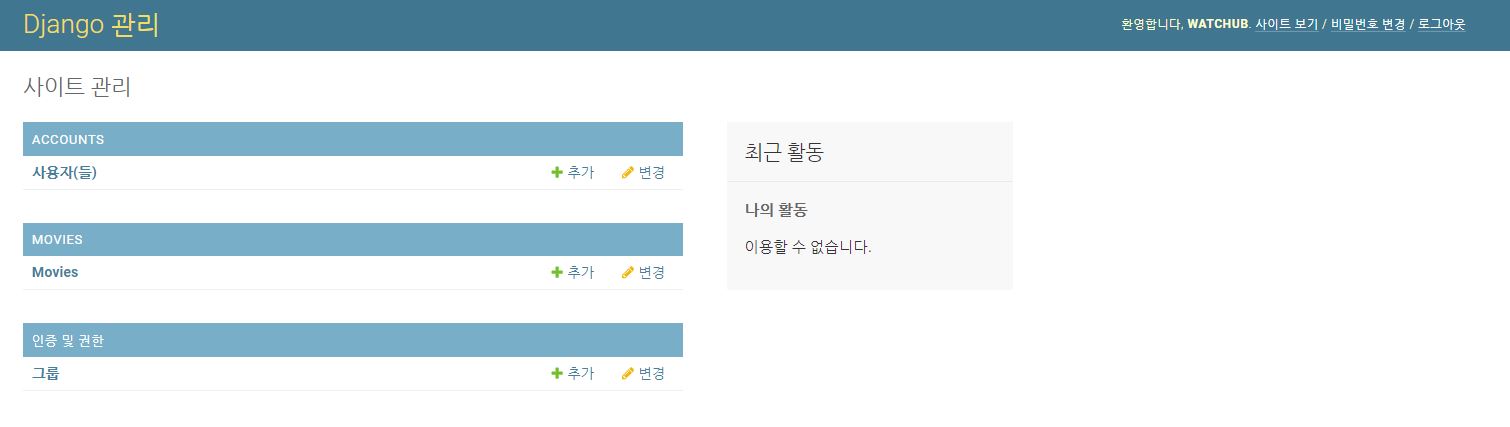 Django 관리
환영합니다, WATCHUB. 사이트 보기 / 비밀번호 변경 / 로그아웃
사이트 관리
ACCOUNTS
사용자(들) 추가 변경
MOVIES
Movies 추가 변경
인증 및 권한
그룹 추가 변경
최근 활동
나의 활동
이용할 수 없습니다.